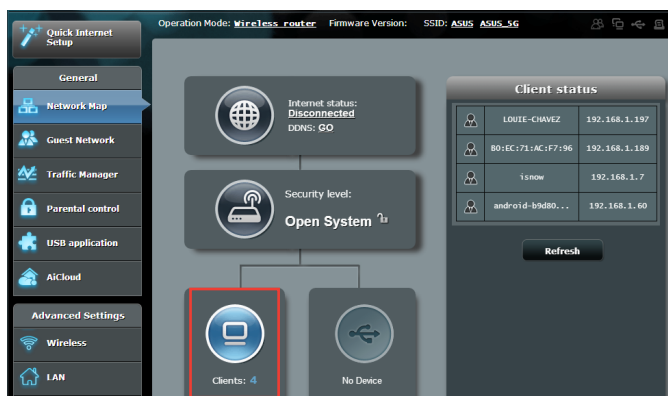 Quick Internet
Setup
Operation Mode: Wireless router Firmware Version: SSID: ASUS ASUS_5G
General
Network Map
Guest Network
Traffic Manager
Parental control
USB application
AiCloud
Advanced Settings
Wireless
LAN
Internet status:
Disconnected
DDNS: GO
Security level:
Open System
Clients: 4
No Device
Client status
LOUIE-CHAVEZ 192.168.1.197
80:EC:71:AC:F7:96 192.168.1.189
isnow 192.168.1.7
android-b9d80... 192.168.1.60
Refresh